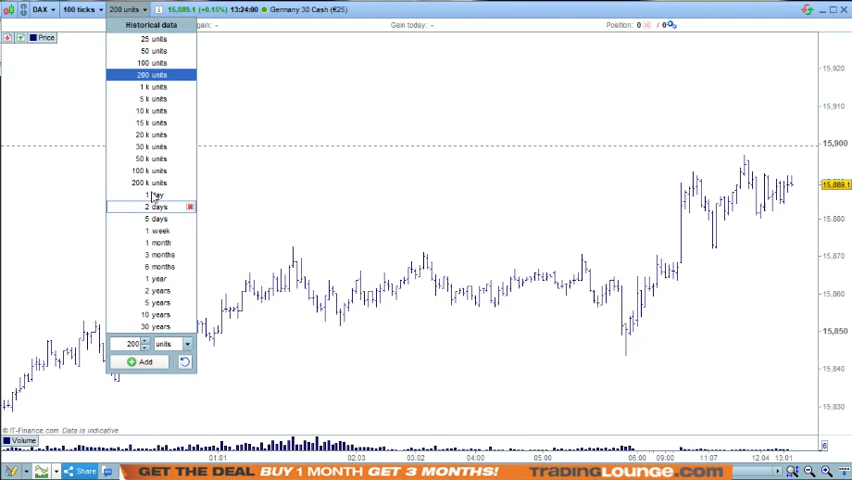 DAX 100 ticks 200 units 15,889.1 (+0.15%) 13:24:00 Germany 30 Cash (€25)
Historical data
gain: -
Gain today: -
Position: 0 / 0
Price
25 units
50 units
100 units
200 units
1 k units
5 k units
10 k units
15 k units
20 k units
30 k units
50 k units
100 k units
200 k units
1 day
2 days
5 days
1 week
1 month
3 months
6 months
1 year
2 years
5 years
10 years
30 years
200 units
Add
15,920
15,910
15,900
15,889.1
15,880
15,870
15,860
15,850
15,840
15,830
© IT-Finance.com Data is indicative
Volume
01:01 02:03 03:02 04:00 05:00 06:00 09:00 11:07 12:04 13:01
Share
GET THE DEAL BUY 1 MONTH GET 3 MONTHS! TRADINGLOUNGE.COM